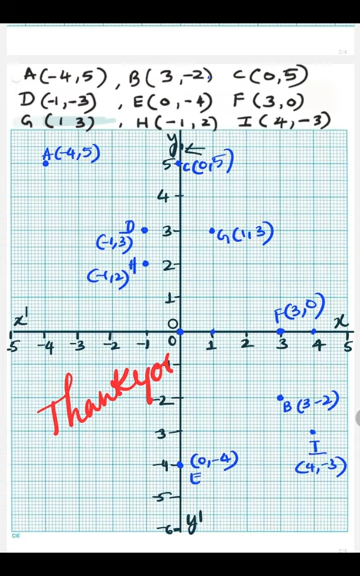 A(-4,5), B(3,-2), C(0,5)
D(-1,-3), E(0,-4) F(3,0)
G(1 3), H(-1,2) I(4,-3)
A(-4,5) y
5 C(0,5)
4
D 3 G(1,3)
(-1,3)
(-1,2) H 2
1
F(3,0)
x' 0 x
-5 -4 -3 -2 -1 0 1 2 3 4 5
Thankyou
-2 B(3-2)
3 I
(4,-3)
-4 (0,-4)
E
-5
-6 y'